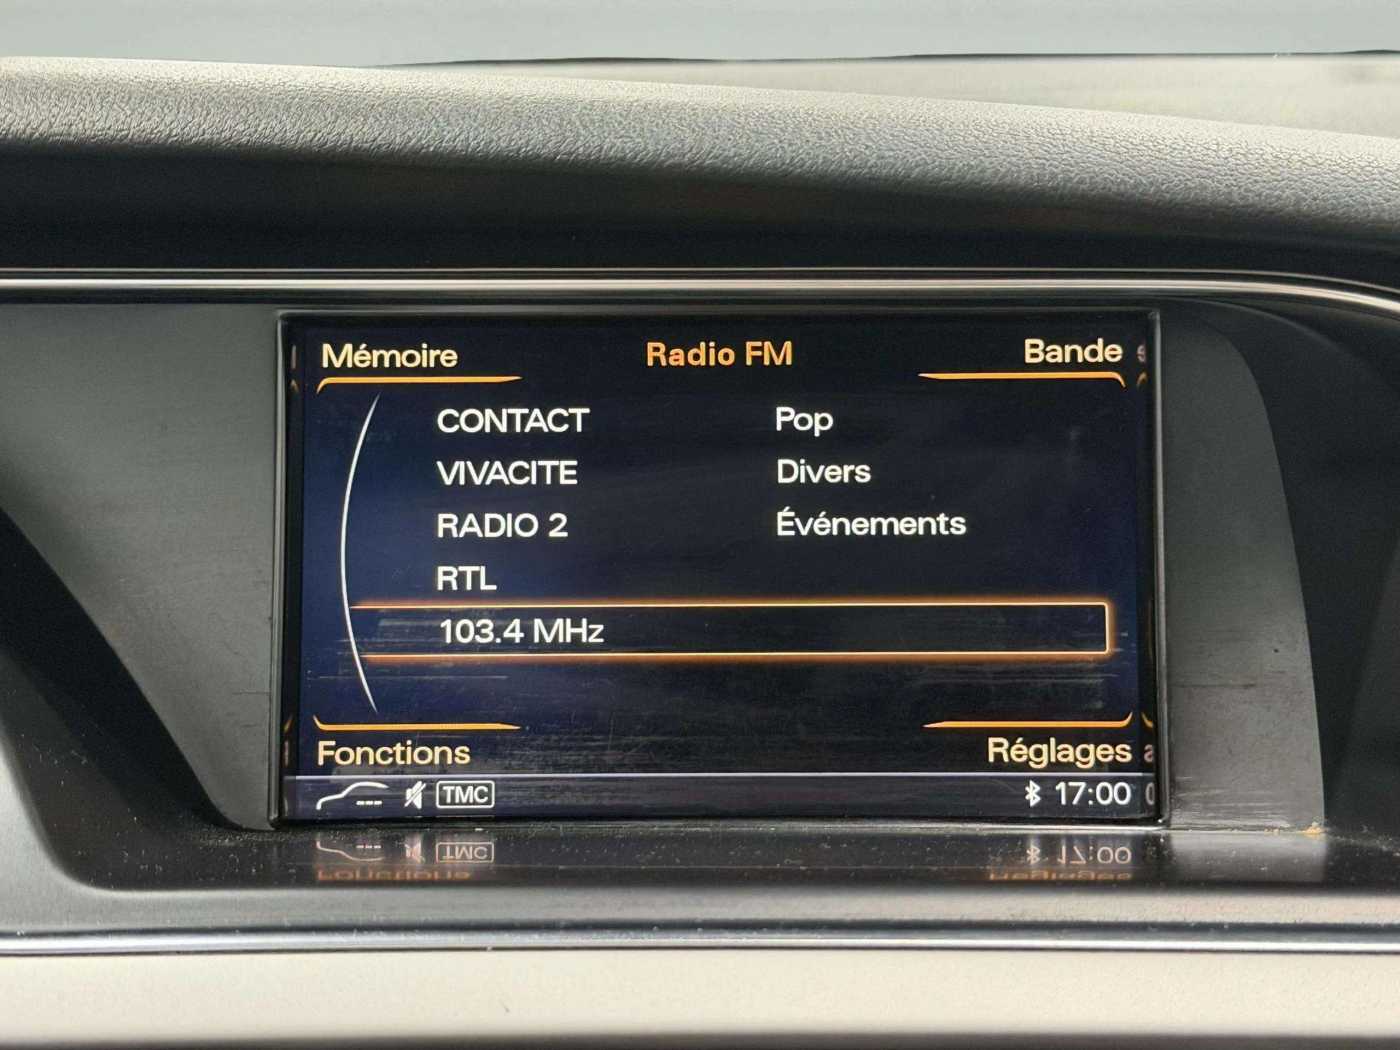 Mémoire Radio FM Bande
CONTACT Pop
VIVACITE Divers
RADIO 2 Événements
RTL
103.4 MHz
Fonctions Réglages
TMC 17:00